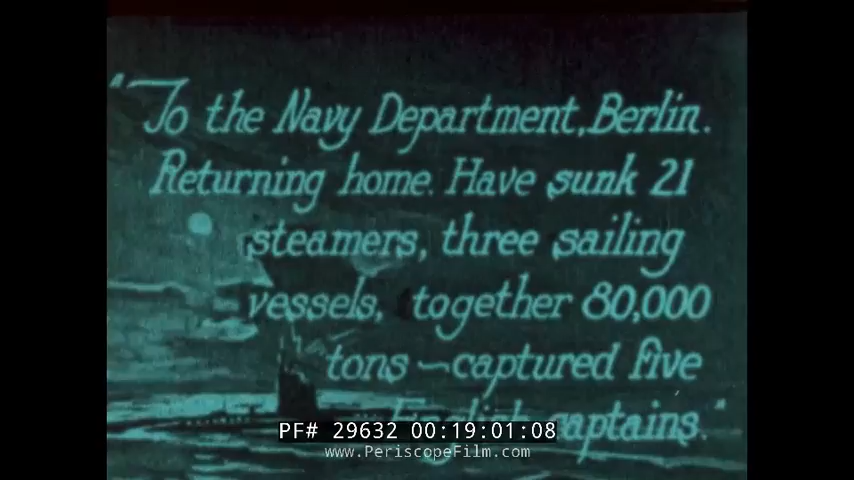 "To the Navy Department, Berlin.
Returning home. Have sunk 21
steamers, three sailing
vessels, together 80,000
tons — captured five
English captains."
PF# 29632 00:19:01:08
www.PeriscopeFilm.com